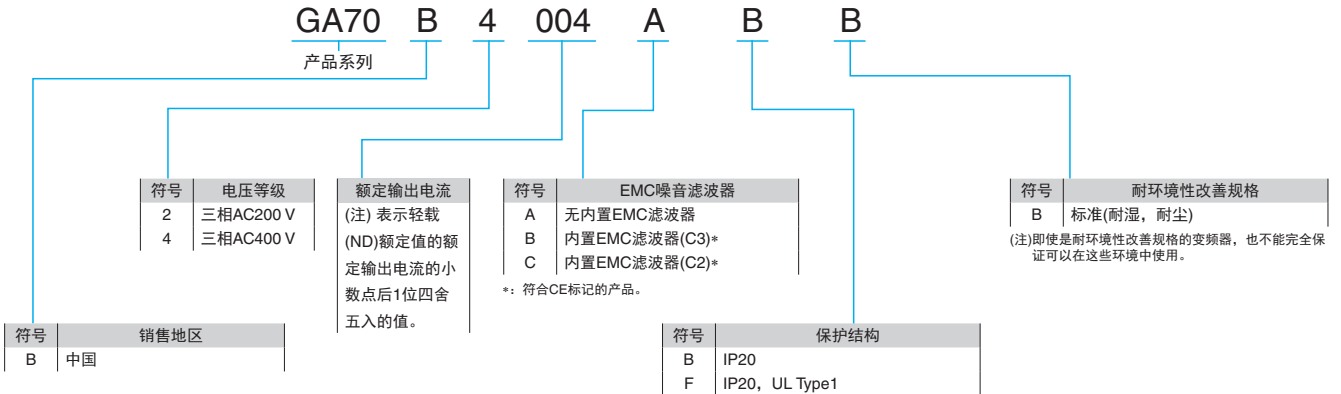 GA70 B 4 004 A B B
产品系列
符号 电压等级
2 三相AC200 V
4 三相AC400 V
额定输出电流
(注) 表示轻载
(ND)额定值的额
定输出电流的小
数点后1位四舍
五入的值。
符号 EMC噪音滤波器
A 无内置EMC滤波器
B 内置EMC滤波器(C3)*
C 内置EMC滤波器(C2)*
*：符合CE标记的产品。
符号 耐环境性改善规格
B 标准(耐湿，耐尘)
(注)即使是耐环境性改善规格的变频器，也不能完全保
证可以在这些环境中使用。
符号 销售地区
B 中国
符号 保护结构
B IP20
F IP20，UL Type1